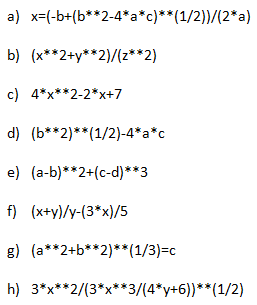 a) x=(-b+(b**2-4*a*c)**(1/2))/(2*a)
b) (x**2+y**2)/(z**2)
c) 4*x**2-2*x+7
d) (b**2)**(1/2)-4*a*c
e) (a-b)**2+(c-d)**3
f) (x+y)/y-(3*x)/5
g) (a**2+b**2)**(1/3)=c
h) 3*x**2/(3*x**3/(4*y+6))**(1/2)